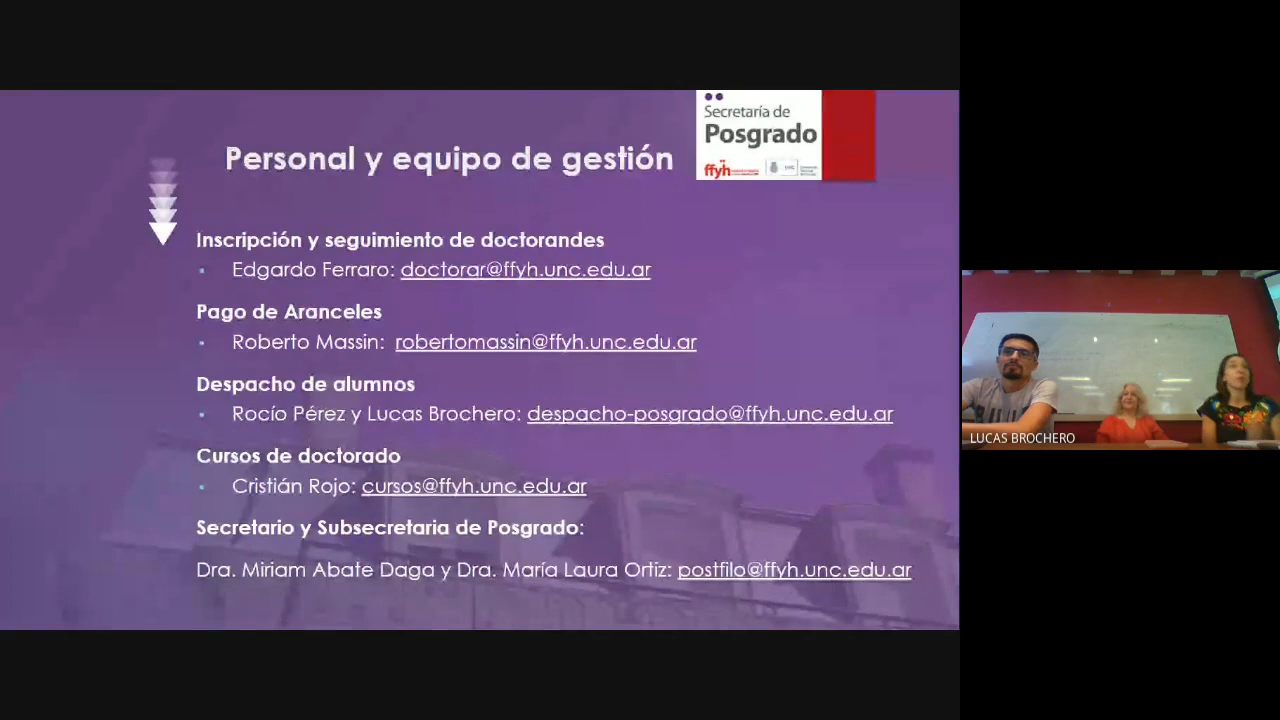 Secretaría de
Posgrado
ffyh
Personal y equipo de gestión
Inscripción y seguimiento de doctorandes
Edgardo Ferraro: doctorar@ffyh.unc.edu.ar
Pago de Aranceles
Roberto Massin: robertomassin@ffyh.unc.edu.ar
Despacho de alumnos
Rocío Pérez y Lucas Brochero: despacho-posgrado@ffyh.unc.edu.ar
Cursos de doctorado
Cristián Rojo: cursos@ffyh.unc.edu.ar
Secretario y Subsecretaria de Posgrado:
Dra. Miriam Abate Daga y Dra. María Laura Ortiz: postfilo@ffyh.unc.edu.ar
LUCAS BROCHERO